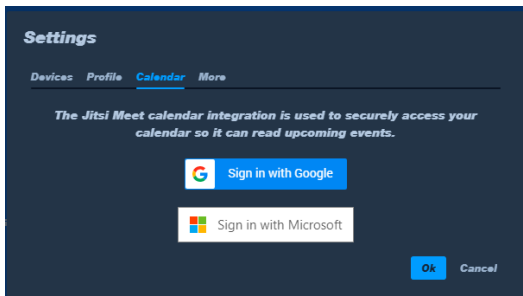 Settings
Devices Profile Calendar More
The Jitsi Meet calendar integration is used to securely access your
calendar so it can read upcoming events.
Sign in with Google
Sign in with Microsoft
Ok Cancel